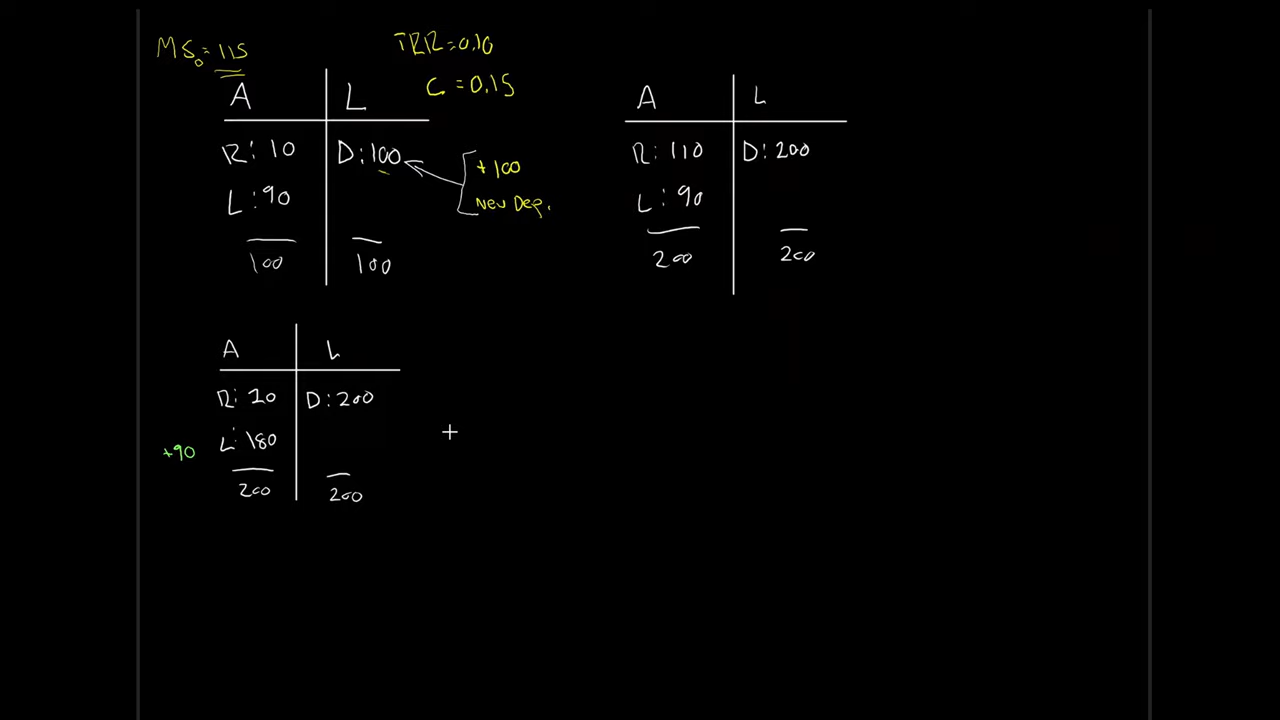 MS₀ = 115
TRR = 0.10
C = 0.15
A L
R: 10 D: 100
L: 90
100 100
+100
New Dep.
A L
R: 110 D: 200
L: 90
200 200
A L
R: 20 D: 200
+90 L: 180
200 200